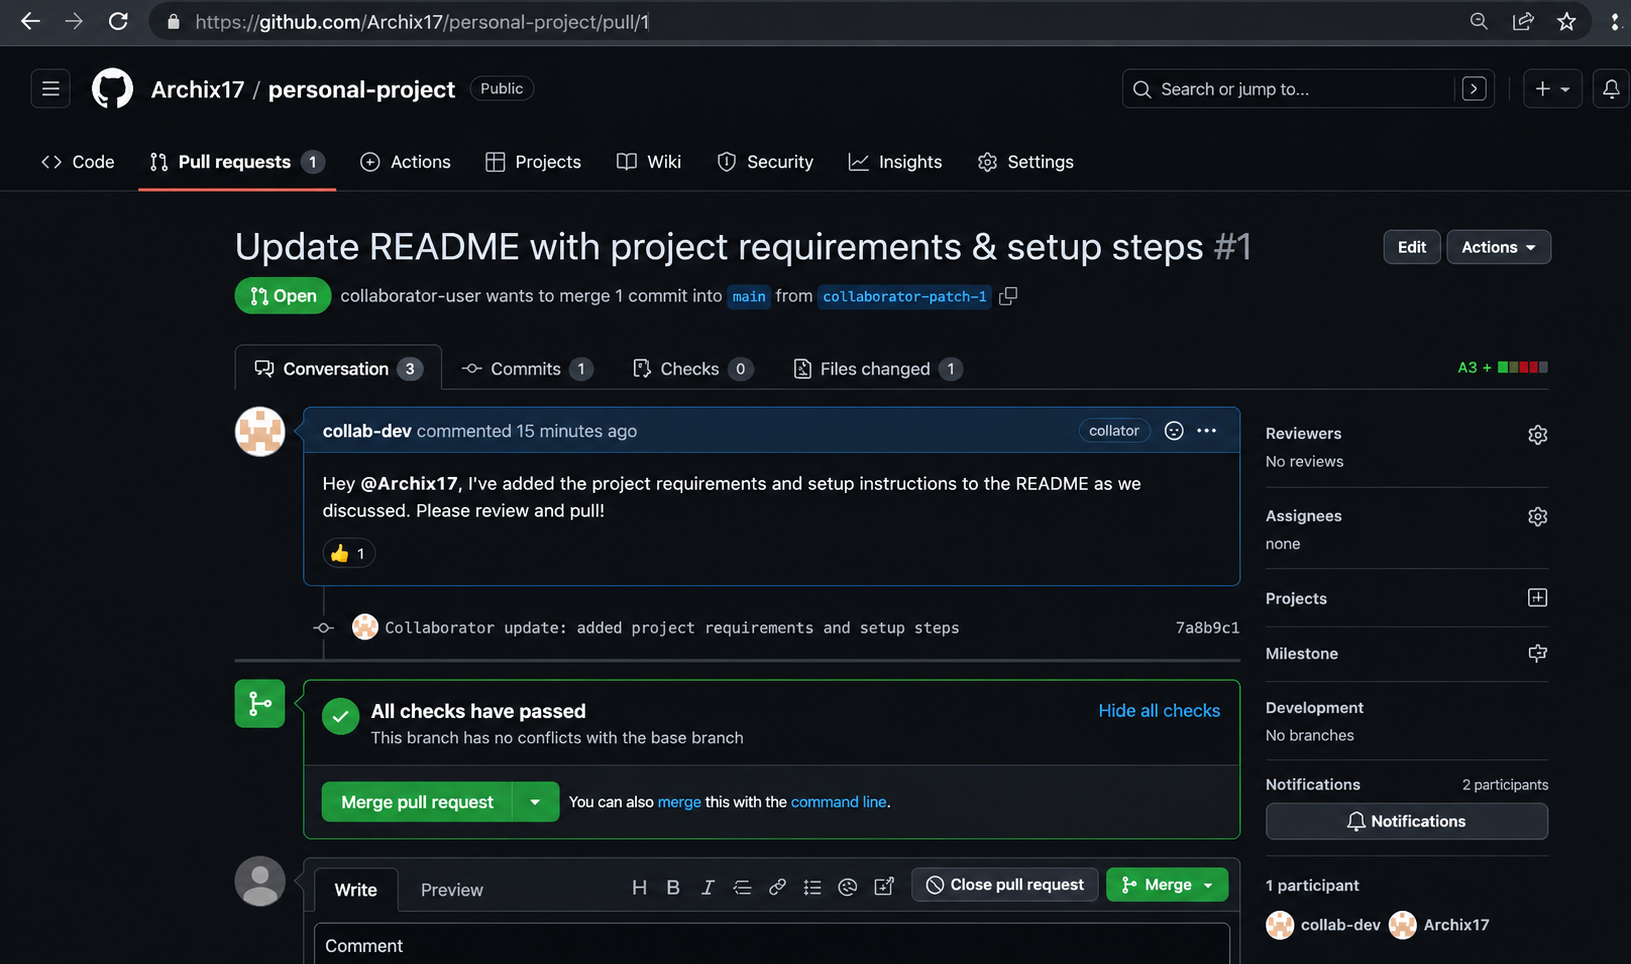 https://github.com/Archix17/personal-project/pull/1
Archix17 / personal-project Public
Search or jump to...
Code
Pull requests 1
Actions
Projects
Wiki
Security
Insights
Settings
Update README with project requirements & setup steps #1
Edit
Actions
Open
collaborator-user wants to merge 1 commit into main from collaborator-patch-1
Conversation 3
Commits 1
Checks 0
Files changed 1
A3 +
collab-dev commented 15 minutes ago
collator
Hey @Archix17, I've added the project requirements and setup instructions to the README as we
discussed. Please review and pull!
👍 1
Collaborator update: added project requirements and setup steps
7a8b9c1
All checks have passed
Hide all checks
This branch has no conflicts with the base branch
Merge pull request
You can also merge this with the command line.
Write
Preview
H B I
Close pull request
Merge
Comment
Reviewers
No reviews
Assignees
none
Projects
Milestone
Development
No branches
Notifications
2 participants
Notifications
1 participant
collab-dev
Archix17